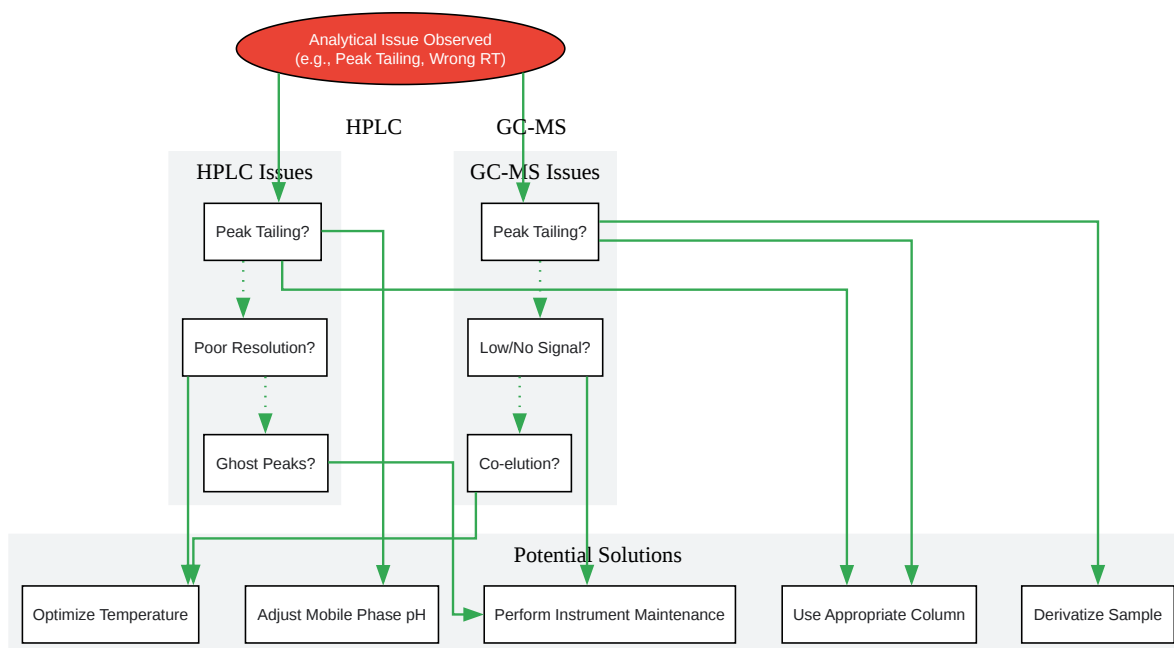 Analytical Issue Observed
(e.g., Peak Tailing, Wrong RT)
HPLC
GC-MS
HPLC Issues
GC-MS Issues
Peak Tailing?
Peak Tailing?
Poor Resolution?
Low/No Signal?
Ghost Peaks?
Co-elution?
Potential Solutions
Optimize Temperature
Adjust Mobile Phase pH
Perform Instrument Maintenance
Use Appropriate Column
Derivatize Sample